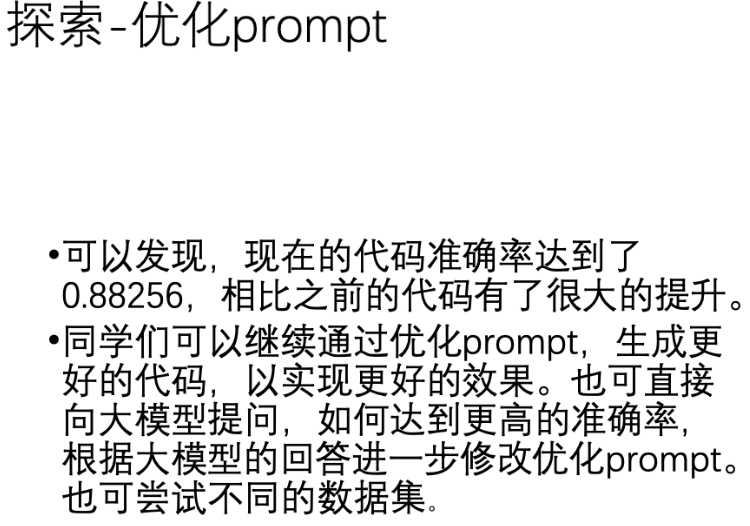 探索-优化prompt
•可以发现，现在的代码准确率达到了
0.88256，相比之前的代码有了很大的提升。
•同学们可以继续通过优化prompt，生成更
好的代码，以实现更好的效果。也可直接
向大模型提问，如何达到更高的准确率，
根据大模型的回答进一步修改优化prompt。
也可尝试不同的数据集。